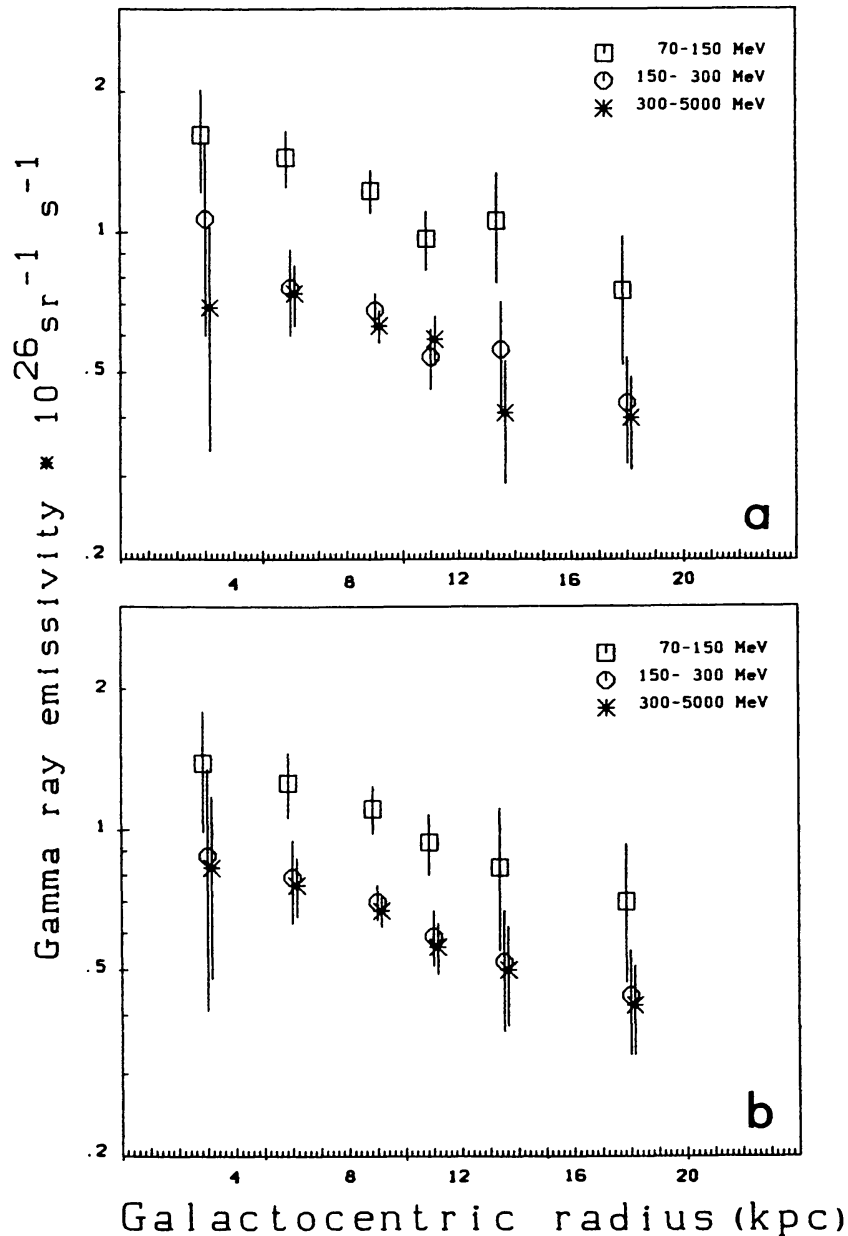 Gamma ray emissivity * 10^26 sr^-1 s^-1
2
1
.5
.2
70-150 MeV
150- 300 MeV
300-5000 MeV
a
4 8 12 16 20
2
1
.5
.2
70-150 MeV
150- 300 MeV
300-5000 MeV
b
4 8 12 16 20
Galactocentric radius (kpc)